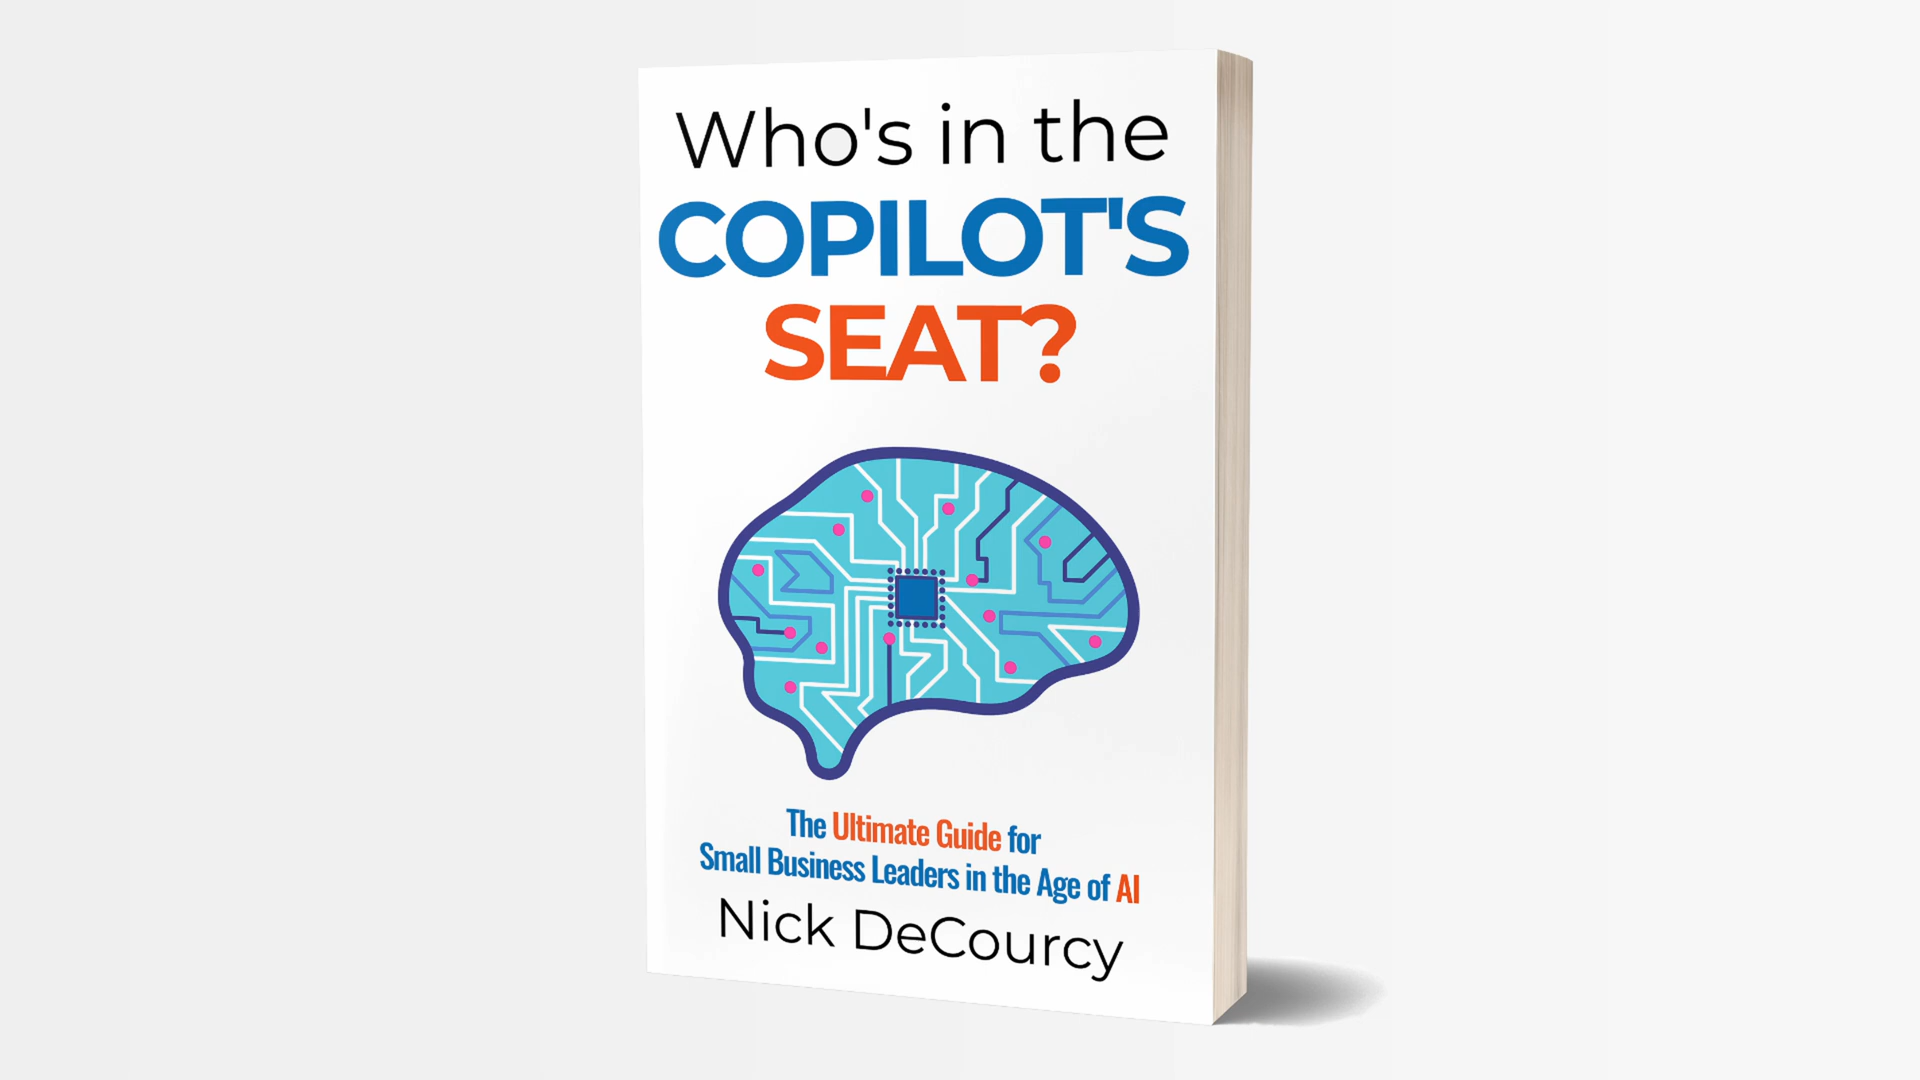 Who's in the
COPILOT'S
SEAT?
The Ultimate Guide for
Small Business Leaders in the Age of AI
Nick DeCourcy